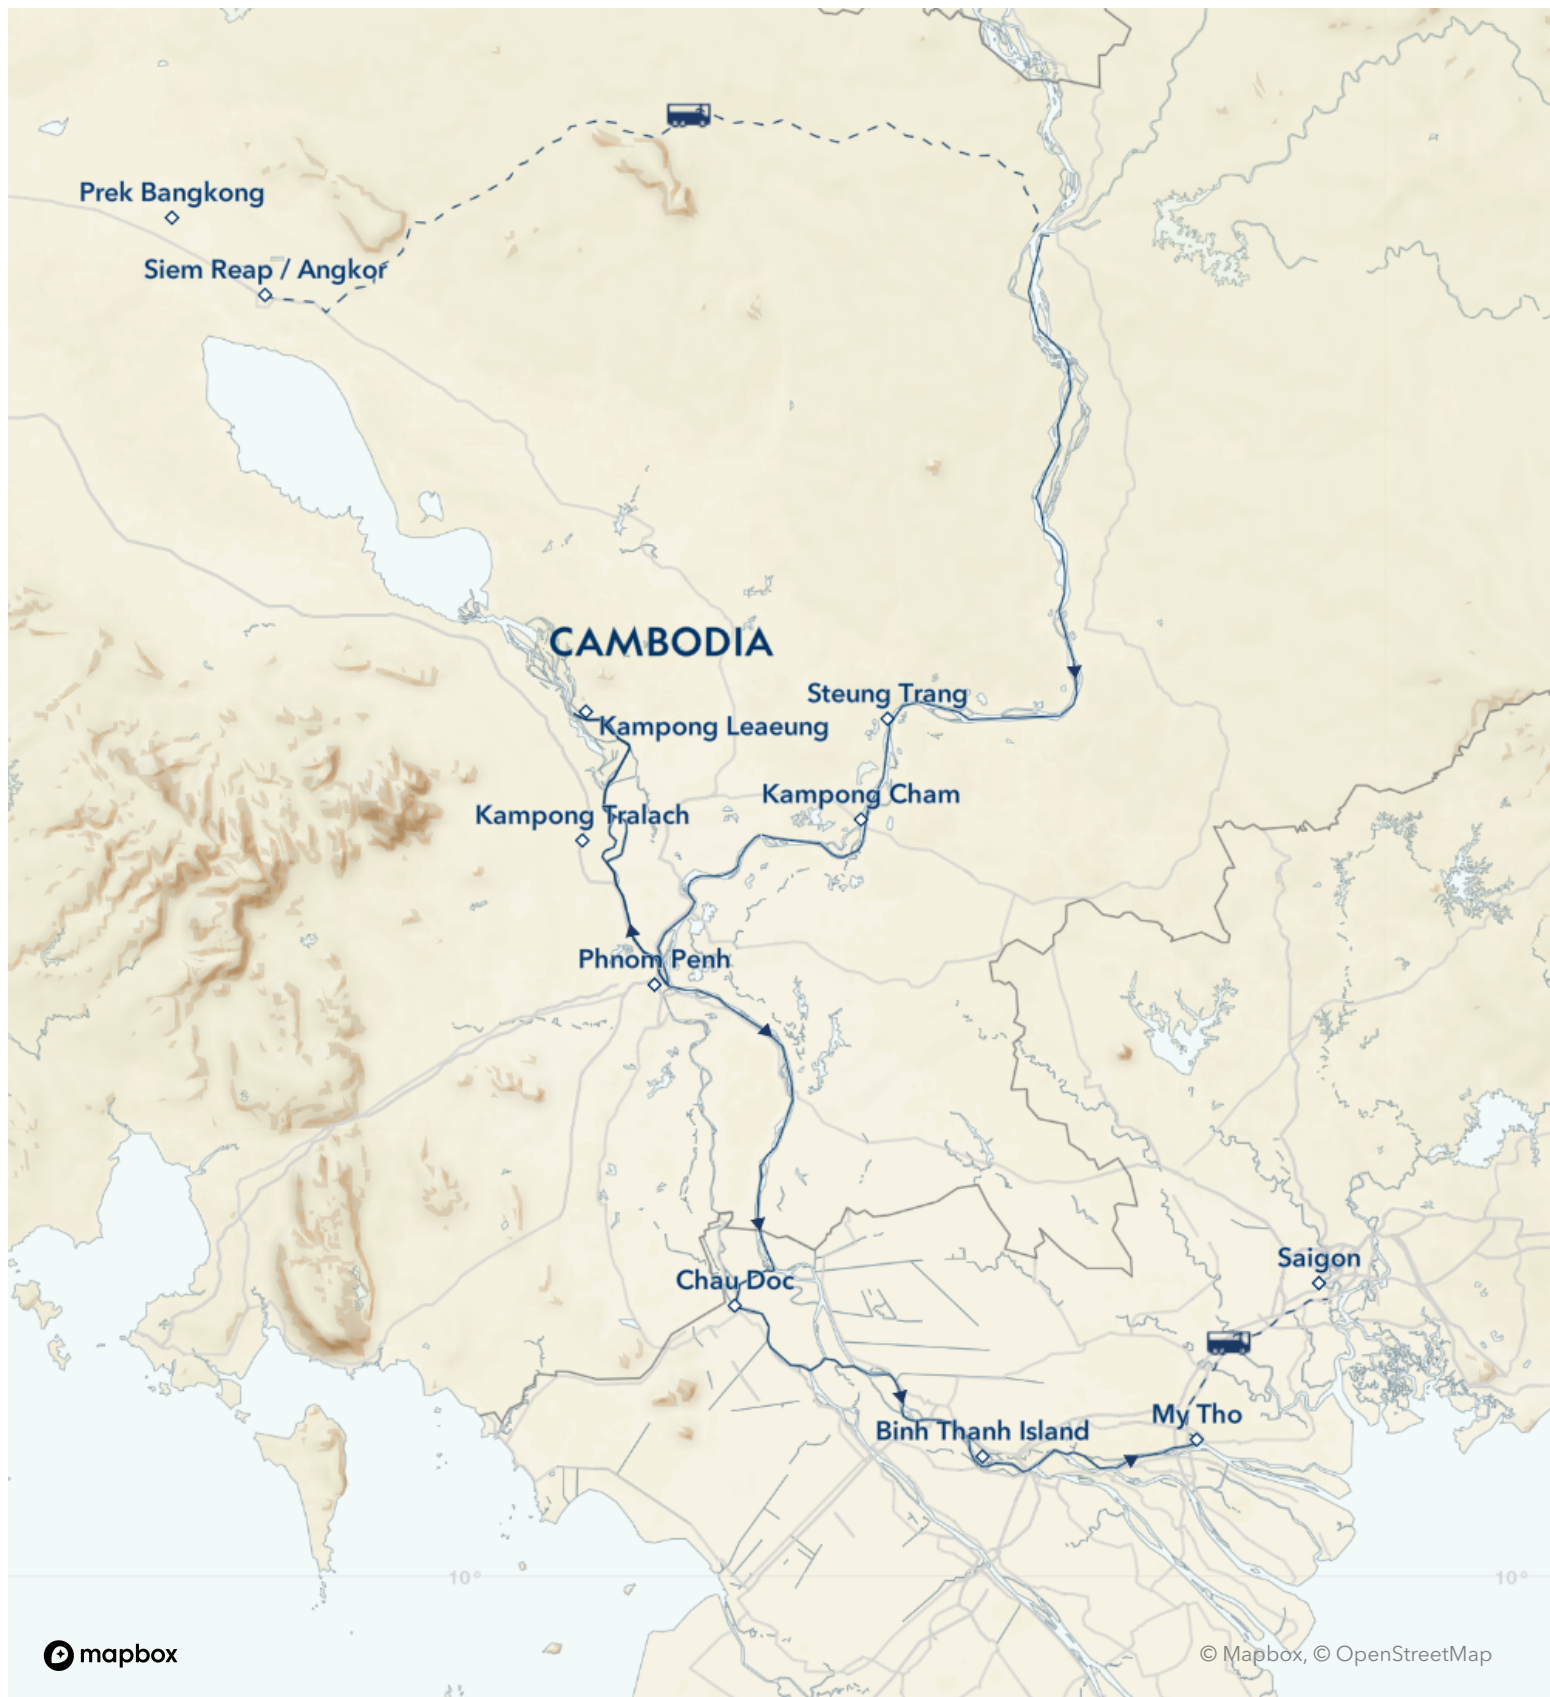 Prek Bangkong
Siem Reap / Angkor
CAMBODIA
Steung Trang
Kampong Leaeung
Kampong Cham
Kampong Tralach
Phnom Penh
Saigon
Chau Doc
My Tho
Binh Thanh Island
10°
10°
mapbox
© Mapbox, © OpenStreetMap